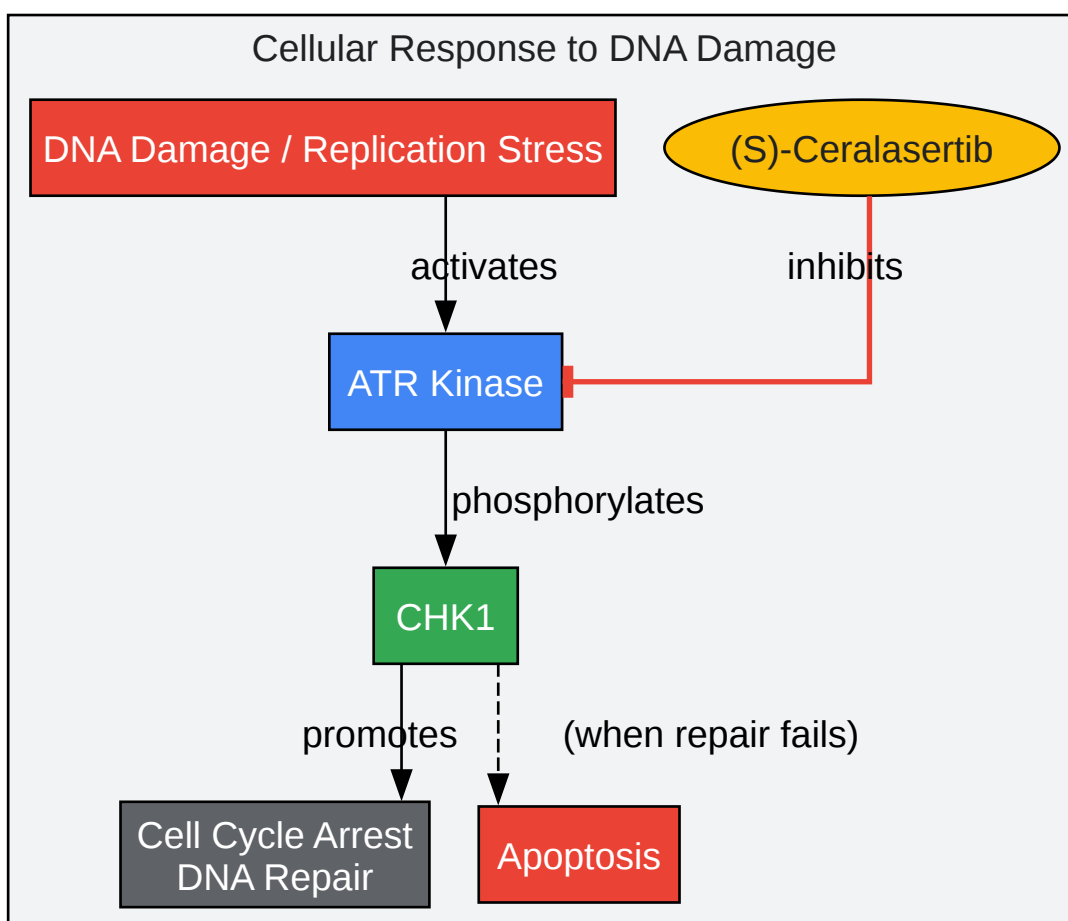 Cellular Response to DNA Damage
DNA Damage / Replication Stress
(S)-Ceralasertib
activates
inhibits
ATR Kinase
phosphorylates
CHK1
promotes
(when repair fails)
Cell Cycle Arrest
DNA Repair
Apoptosis